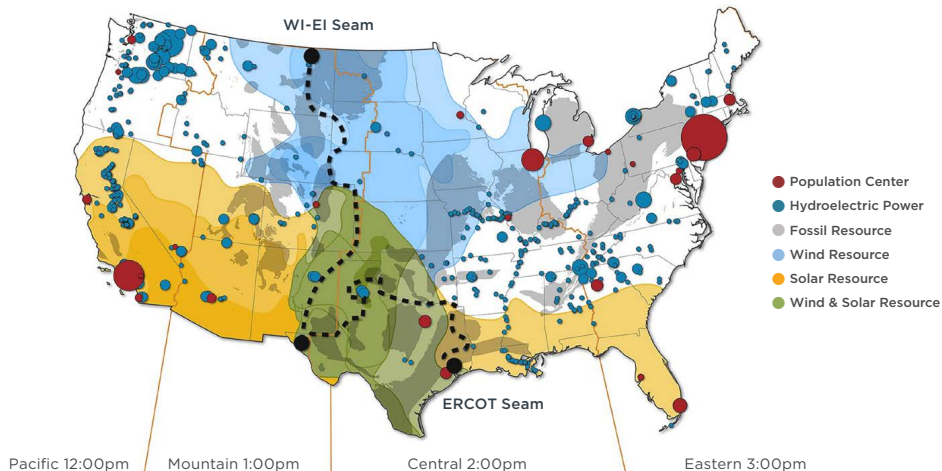 WI-EI Seam
Population Center
Hydroelectric Power
Fossil Resource
Wind Resource
Solar Resource
Wind & Solar Resource
ERCOT Seam
Pacific 12:00pm
Mountain 1:00pm
Central 2:00pm
Eastern 3:00pm